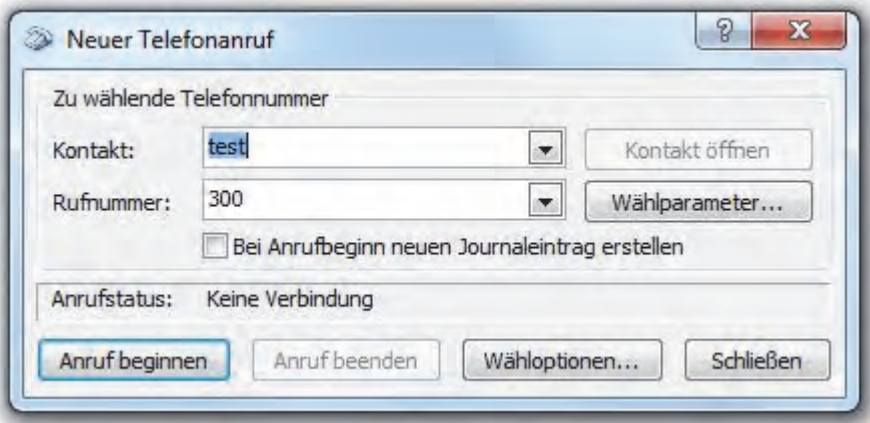 Neuer Telefonanruf
Zu wählende Telefonnummer
Kontakt: test Kontakt öffnen
Rufnummer: 300 Wählparameter...
Bei Anrufbeginn neuen Journaleintrag erstellen
Anrufstatus: Keine Verbindung
Anruf beginnen Anruf beenden Wähloptionen... Schließen